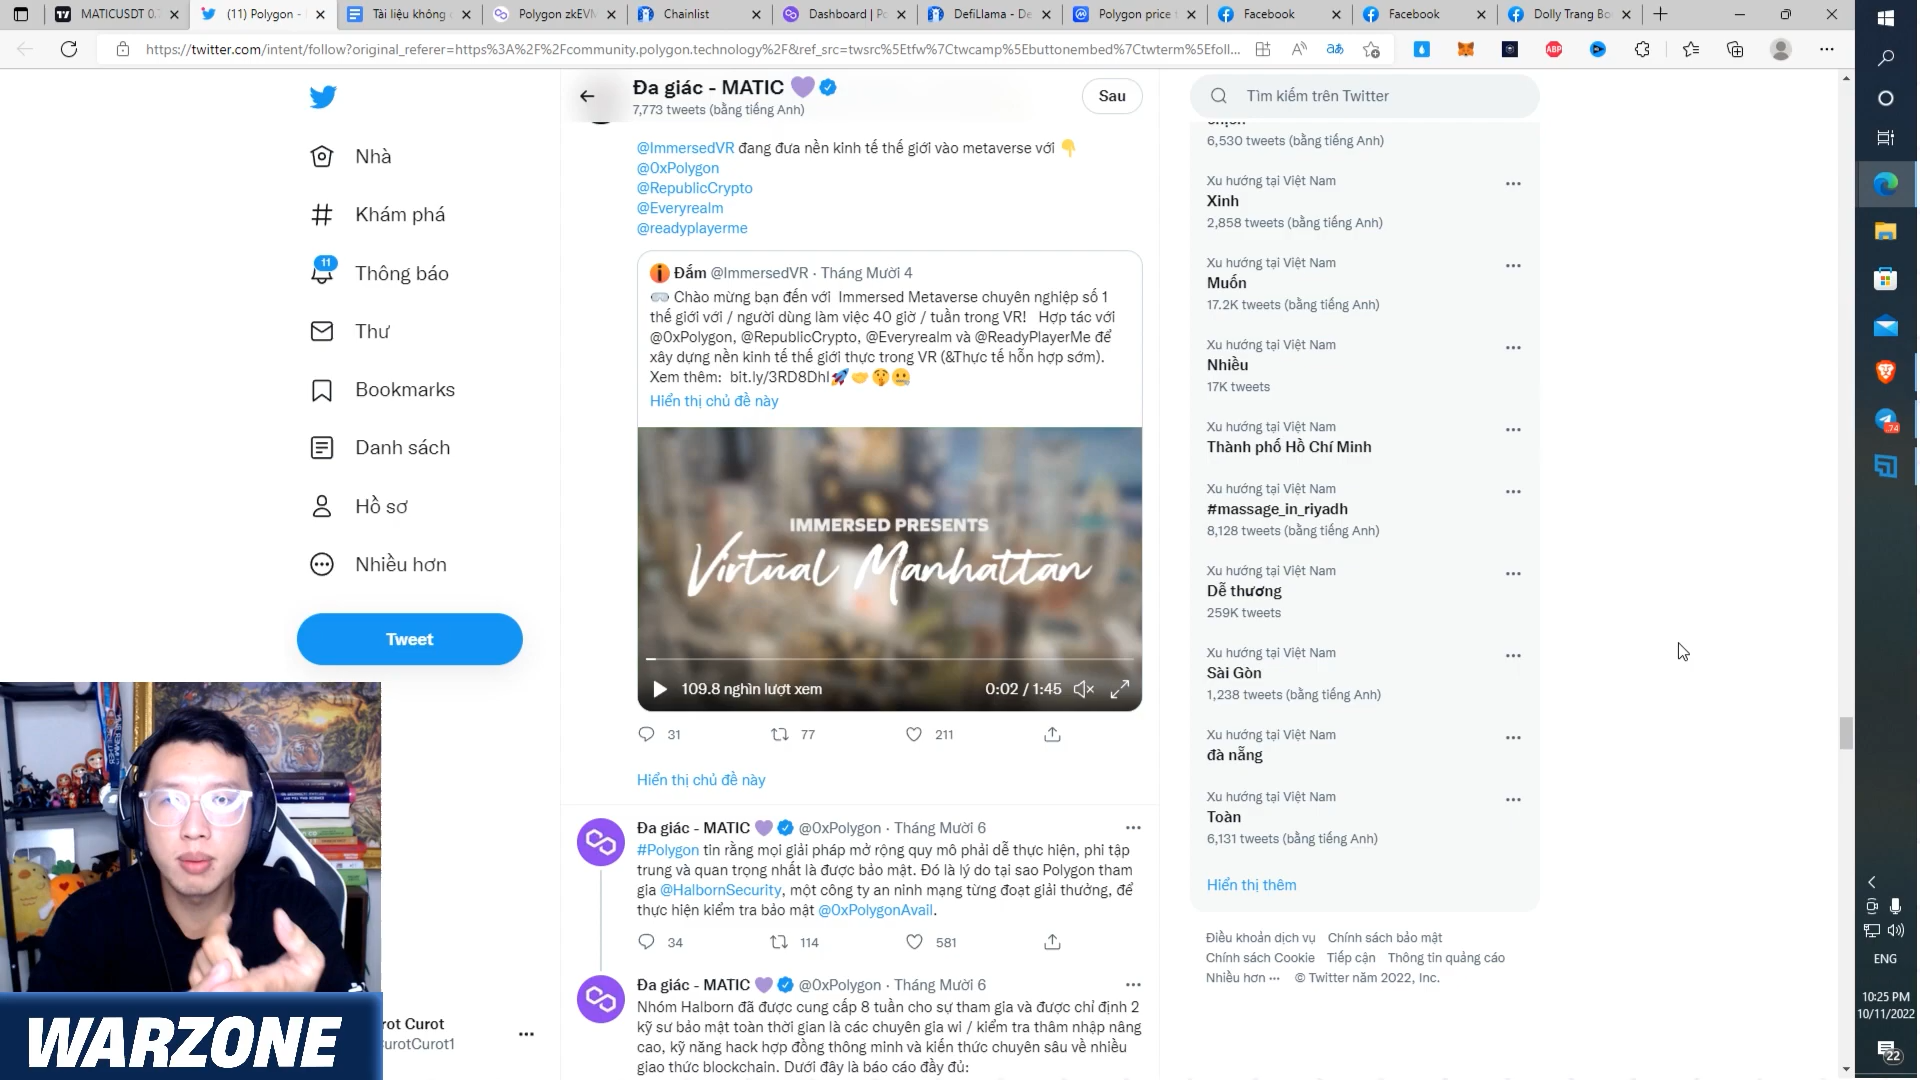 MATICUSDT 0.
(11) Polygon -
Tài liệu không
Polygon zkEVM
Chainlist
Dashboard | Po
DefiLlama - De
Polygon price t
Facebook
Facebook
Dolly Trang Bo
https://twitter.com/intent/follow?original_referer=https%3A%2F%2Fcommunity.polygon.technology%2F&ref_src=twsrc%5Etfw%7Ctwcamp%5Ebuttonembed%7Ctwterm%5Efoll...
Nhà
Khám phá
11
Thông báo
Thư
Bookmarks
Danh sách
Hồ sơ
Nhiều hơn
Tweet
rot Curot
CurotCurot1
WARZONE
Đa giác - MATIC 💜
7,773 tweets (bằng tiếng Anh)
Sau
@ImmersedVR đang đưa nền kinh tế thế giới vào metaverse với 👇
@0xPolygon
@RepublicCrypto
@Everyrealm
@readyplayerme
Đắm @ImmersedVR · Tháng Mười 4
🥽 Chào mừng bạn đến với Immersed Metaverse chuyên nghiệp số 1
thế giới với / người dùng làm việc 40 giờ / tuần trong VR! Hợp tác với
@0xPolygon, @RepublicCrypto, @Everyrealm và @ReadyPlayerMe để
xây dựng nền kinh tế thế giới thực trong VR (&Thực tế hỗn hợp sớm).
Xem thêm: bit.ly/3RD8DhI🚀🤝🤫🤐
Hiển thị chủ đề này
IMMERSED PRESENTS
Virtual Manhattan
109.8 nghìn lượt xem
0:02 / 1:45
31
77
211
Hiển thị chủ đề này
Đa giác - MATIC 💜 @0xPolygon · Tháng Mười 6
#Polygon tin rằng mọi giải pháp mở rộng quy mô phải dễ thực hiện, phi tập
trung và quan trọng nhất là được bảo mật. Đó là lý do tại sao Polygon tham
gia @HalbornSecurity, một công ty an ninh mạng từng đoạt giải thưởng, để
thực hiện kiểm tra bảo mật @0xPolygonAvail.
34
114
581
Đa giác - MATIC 💜 @0xPolygon · Tháng Mười 6
Nhóm Halborn đã được cung cấp 8 tuần cho sự tham gia và được chỉ định 2
kỹ sư bảo mật toàn thời gian là các chuyên gia wi / kiểm tra thâm nhập nâng
cao, kỹ năng hack hợp đồng thông minh và kiến thức chuyên sâu về nhiều
giao thức blockchain. Dưới đây là báo cáo đầy đủ:
Tìm kiếm trên Twitter
6,530 tweets (bằng tiếng Anh)
Xu hướng tại Việt Nam
Xinh
2,858 tweets (bằng tiếng Anh)
Xu hướng tại Việt Nam
Muốn
17.2K tweets (bằng tiếng Anh)
Xu hướng tại Việt Nam
Nhiều
17K tweets
Xu hướng tại Việt Nam
Thành phố Hồ Chí Minh
Xu hướng tại Việt Nam
#massage_in_riyadh
8,128 tweets (bằng tiếng Anh)
Xu hướng tại Việt Nam
Dễ thương
259K tweets
Xu hướng tại Việt Nam
Sài Gòn
1,238 tweets (bằng tiếng Anh)
Xu hướng tại Việt Nam
đà nẵng
Xu hướng tại Việt Nam
Toàn
6,131 tweets (bằng tiếng Anh)
Hiển thị thêm
Điều khoản dịch vụ Chính sách bảo mật
Chính sách Cookie Tiếp cận Thông tin quảng cáo
Nhiều hơn ··· © Twitter năm 2022, Inc.
ABP
74
ENG
10:25 PM
10/11/2022
22